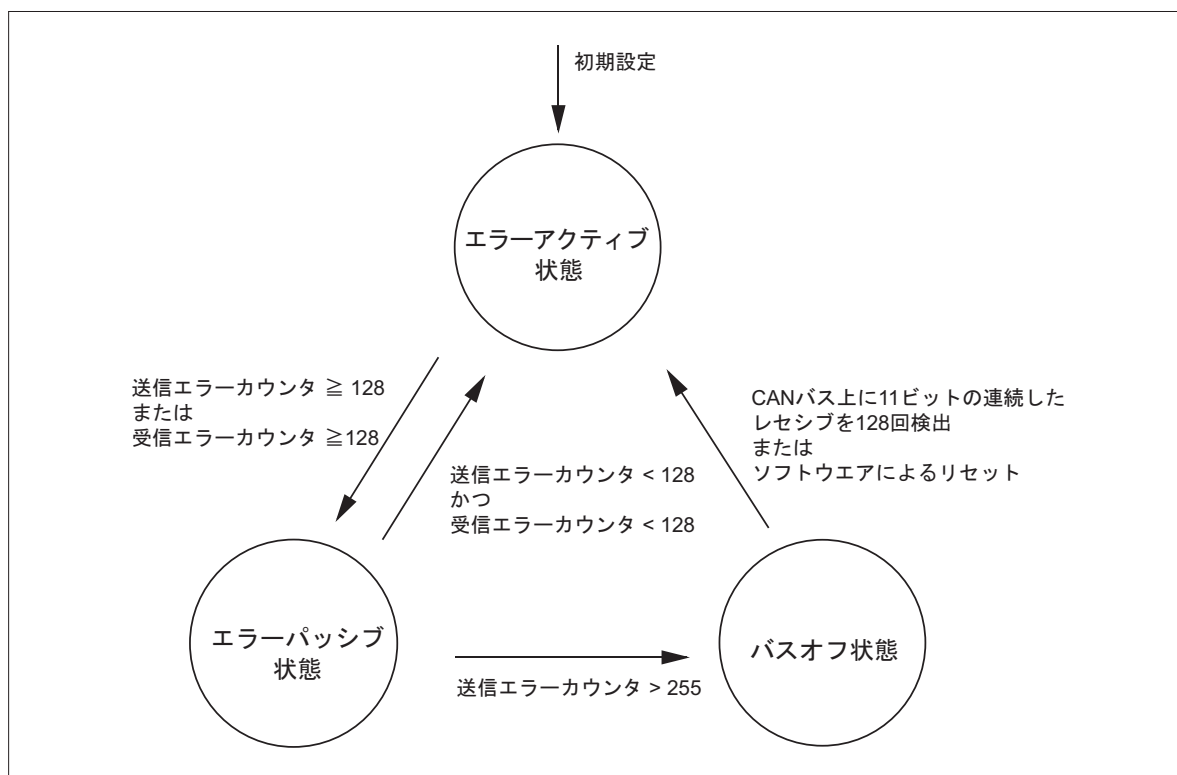 初期設定
エラーアクティブ
状態
送信エラーカウンタ ≧ 128
または
受信エラーカウンタ ≧128
送信エラーカウンタ < 128
かつ
受信エラーカウンタ < 128
CANバス上に11ビットの連続した
レセシブを128回検出
または
ソフトウエアによるリセット
エラーパッシブ
状態
送信エラーカウンタ > 255
バスオフ状態